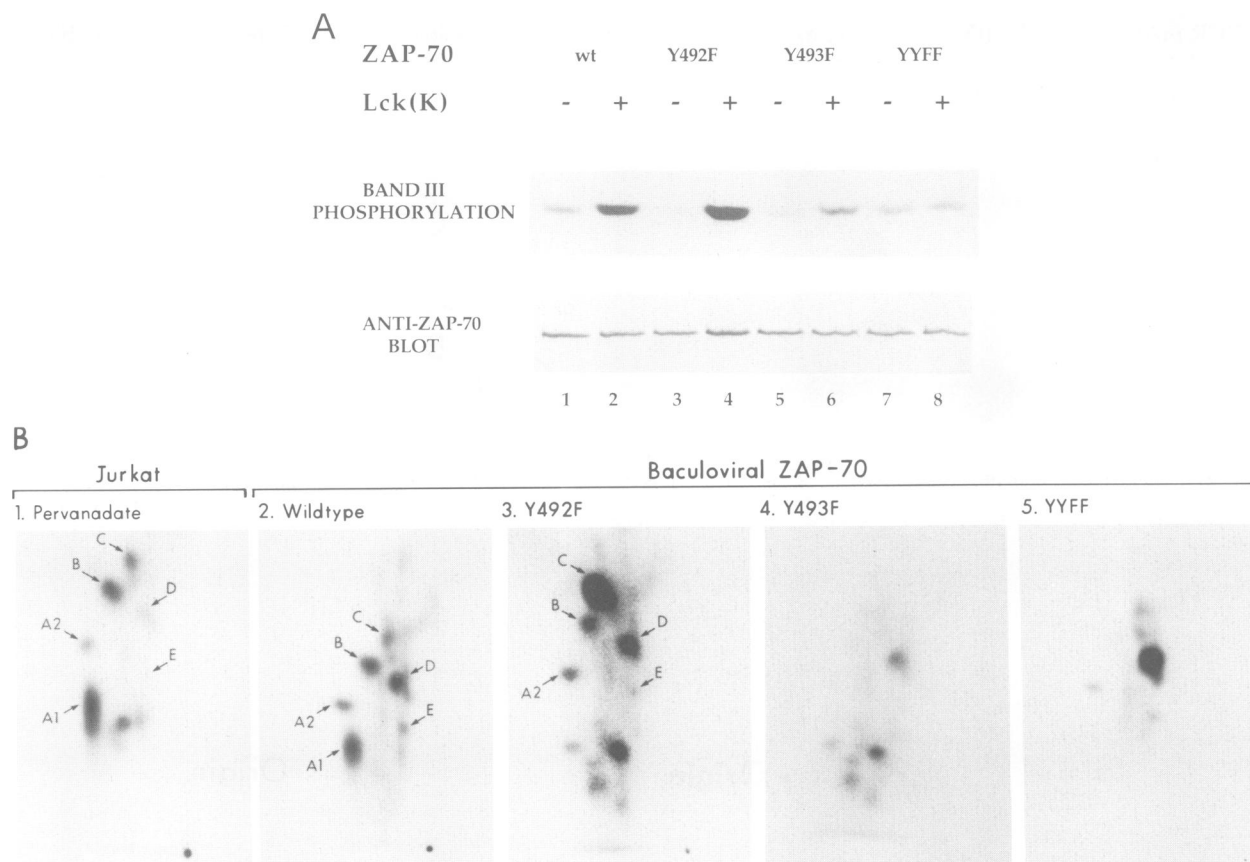 A
ZAP-70 wt Y492F Y493F YYFF
Lck(K) - + - + - + - +
BAND III
PHOSPHORYLATION
ANTI-ZAP-70
BLOT
1 2 3 4 5 6 7 8
B
Jurkat Baculoviral ZAP-70
1. Pervanadate 2. Wildtype 3. Y492F 4. Y493F 5. YYFF
C
B
D
A2
E
A1
C
B
D
A2
E
A1
C
B
D
A2
E